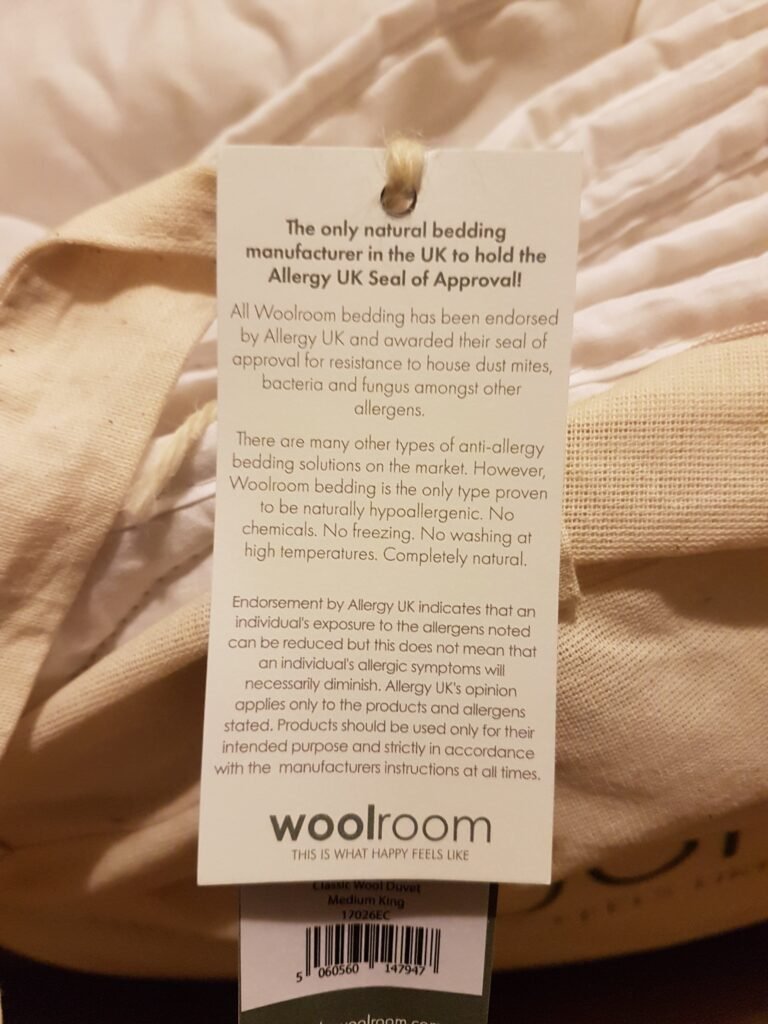 The only natural bedding
manufacturer in the UK to hold the
Allergy UK Seal of Approval!
All Woolroom bedding has been endorsed
by Allergy UK and awarded their seal of
approval for resistance to house dust mites,
bacteria and fungus amongst other
allergens.
There are many other types of anti-allergy
bedding solutions on the market. However,
Woolroom bedding is the only type proven
to be naturally hypoallergenic. No
chemicals. No freezing. No washing at
high temperatures. Completely natural.
Endorsement by Allergy UK indicates that an
individual's exposure to the allergens noted
can be reduced but this does not mean that
an individual's allergic symptoms will
necessarily diminish. Allergy UK's opinion
applies only to the products and allergens
stated. Products should be used only for their
intended purpose and strictly in accordance
with the manufacturers instructions at all times.
woolroom
THIS IS WHAT HAPPY FEELS LIKE
Classic Wool Duvet
Medium King
17026EC
5 060560 147947